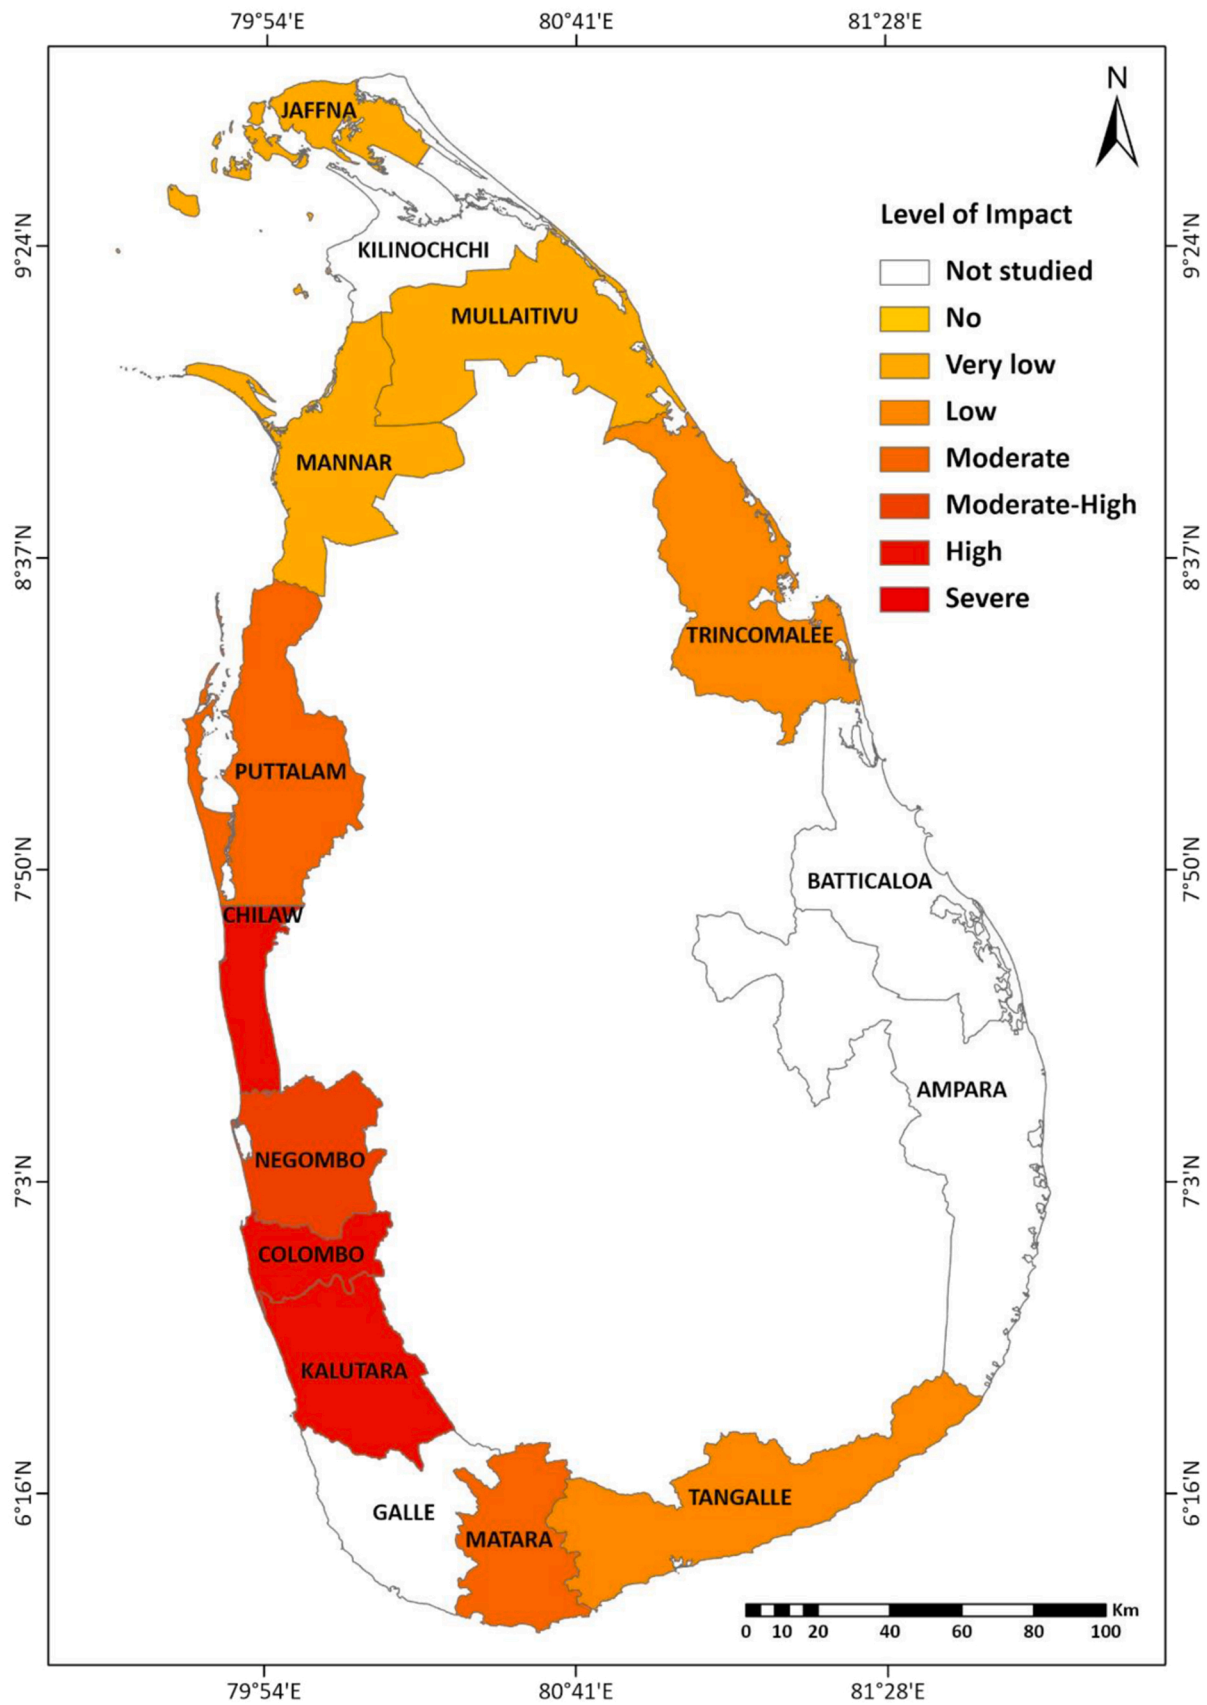 79°54'E 80°41'E 81°28'E
N
JAFFNA
Level of Impact
9°24'N 9°24'N
KILINOCHCHI
Not studied
MULLAITIVU
No
Very low
Low
MANNAR
Moderate
Moderate-High
8°37'N 8°37'N
High
Severe
TRINCOMALEE
PUTTALAM
7°50'N 7°50'N
BATTICALOA
CHILAW
AMPARA
NEGOMBO
7°3'N 7°3'N
COLOMBO
KALUTARA
6°16'N 6°16'N
TANGALLE
GALLE
MATARA
Km
0 10 20 40 60 80 100
79°54'E 80°41'E 81°28'E